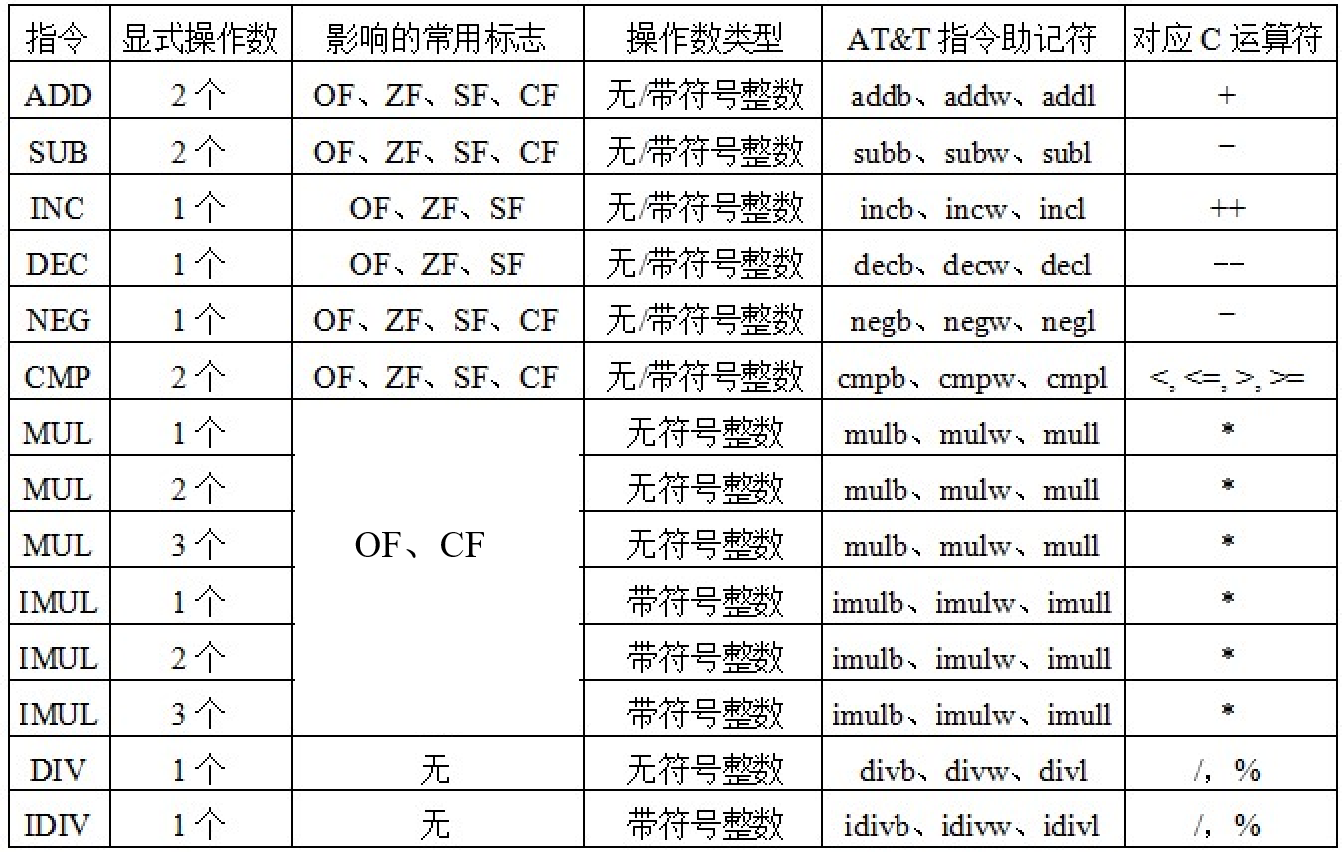 指令 显式操作数 影响的常用标志 操作数类型 AT&T 指令助记符 对应 C 运算符
ADD 2 个 OF、ZF、SF、CF 无/带符号整数 addb、addw、addl +
SUB 2 个 OF、ZF、SF、CF 无/带符号整数 subb、subw、subl −
INC 1 个 OF、ZF、SF 无/带符号整数 incb、incw、incl ++
DEC 1 个 OF、ZF、SF 无/带符号整数 decb、decw、decl −−
NEG 1 个 OF、ZF、SF、CF 无/带符号整数 negb、negw、negl −
CMP 2 个 OF、ZF、SF、CF 无/带符号整数 cmpb、cmpw、cmpl <, <=, >, >=
MUL 1 个 无符号整数 mulb、mulw、mull *
MUL 2 个 无符号整数 mulb、mulw、mull *
MUL 3 个 OF、CF 无符号整数 mulb、mulw、mull *
IMUL 1 个 带符号整数 imulb、imulw、imull *
IMUL 2 个 带符号整数 imulb、imulw、imull *
IMUL 3 个 带符号整数 imulb、imulw、imull *
DIV 1 个 无 无符号整数 divb、divw、divl /，%
IDIV 1 个 无 带符号整数 idivb、idivw、idivl /，%